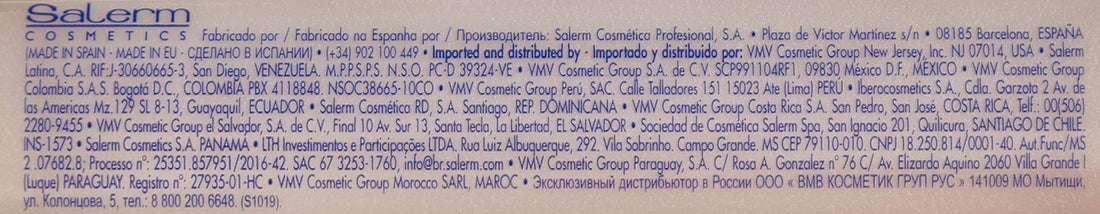 Salerm
COSMETICS Fabricado por / Fabricado na Espanha por / Производитель: Salerm Cosmética Profesional, S.A. • Plaza de Victor Martínez s/n • 08185 Barcelona, ESPAÑA
(MADE IN SPAIN - MADE IN EU - СДЕЛАНО В ИСПАНИИ) • (+34) 902 100 449 • Imported and distributed by · Importado y distribuido por: VMV Cosmetic Group New Jersey, Inc. NJ 07014, USA • Salerm
Latina, C.A. RIF:J-30660665-3, San Diego, VENEZUELA. M.P.P.S.P.S. N.S.O. PC-D 39324-VE • VMV Cosmetic Group S.A. de C.V. SCP991104RF1, 09830 México D.F., MÉXICO • VMV Cosmetic Group
Colombia S.A.S. Bogotá D.C., COLOMBIA PBX 4118848. NSOC38665-10CO • VMV Cosmetic Group Perú, SAC. Calle Talladores 151 15023 Ate (Lima) PERÚ • Iberocosmetics S.A., Cdla. Garzota 2 Av. de
las Americas Mz.129 SL 8-13, Guayaquil, ECUADOR • Salerm Cosmética RD, S.A. Santiago, REP. DOMINICANA • VMV Cosmetic Group Costa Rica S.A. San Pedro, San José, COSTA RICA, Telf.: 00(506)
2280-9455 • VMV Cosmetic Group el Salvador, S.A. de C.V., Final 10 Av. Sur 13, Santa Tecla, La Libertad, EL SALVADOR • Sociedad de Cosmética Salerm Spa, San Ignacio 201, Quilicura, SANTIAGO DE CHILE.
INS-1573 • Salerm Cosmetics S.A. PANAMA • LTH Investimentos e Participações LTDA. Rua Luiz Albuquerque, 292. Vila Sobrinho. Campo Grande. MS CEP 79110-010. CNPJ 18.250.814/0001-40. Aut.Func/MS
2.07682.8; Processo nº: 25351 857951/2016-42. SAC 67 3253-1760, info@br.salerm.com • VMV Cosmetic Group Paraguay, S.A. C/ Rosa A. Gonzalez nº 76 C/ Av. Elizardo Aquino 2060 Villa Grande I
(Luque) PARAGUAY. Registro nº: 27935-01-HC • VMV Cosmetic Group Morocco SARL, MAROC • Эксклюзивный дистрибьютор в России ООО « ВМВ КОСМЕТИК ГРУП РУС » 141009 МО Мытищи,
ул. Колонцова, 5, тел.: 8 800 200 6648. (S1019).